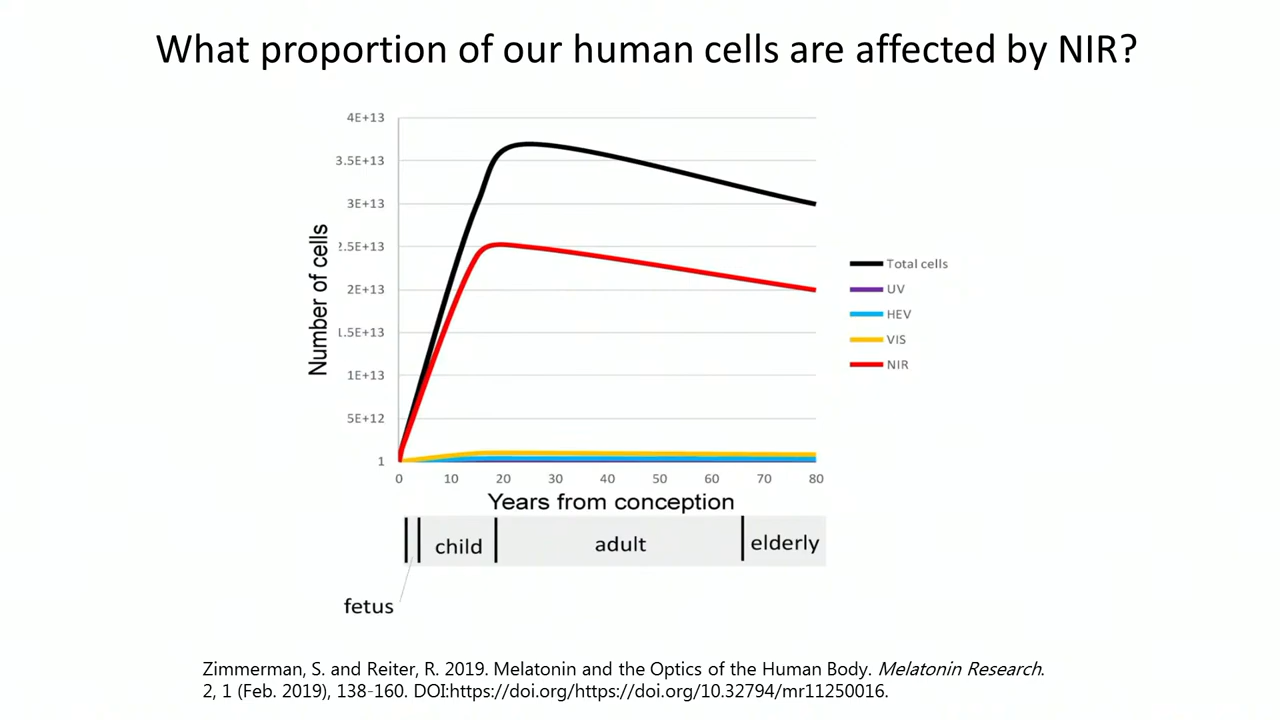 What proportion of our human cells are affected by NIR?
4E+13
3.5E+13
3E+13
2.5E+13
2E+13
1.5E+13
1E+13
5E+12
1
Number of cells
0 10 20 30 40 50 60 70 80
Years from conception
Total cells
UV
HEV
VIS
NIR
child adult elderly
fetus
Zimmerman, S. and Reiter, R. 2019. Melatonin and the Optics of the Human Body. Melatonin Research.
2, 1 (Feb. 2019), 138-160. DOI:https://doi.org/https://doi.org/10.32794/mr11250016.